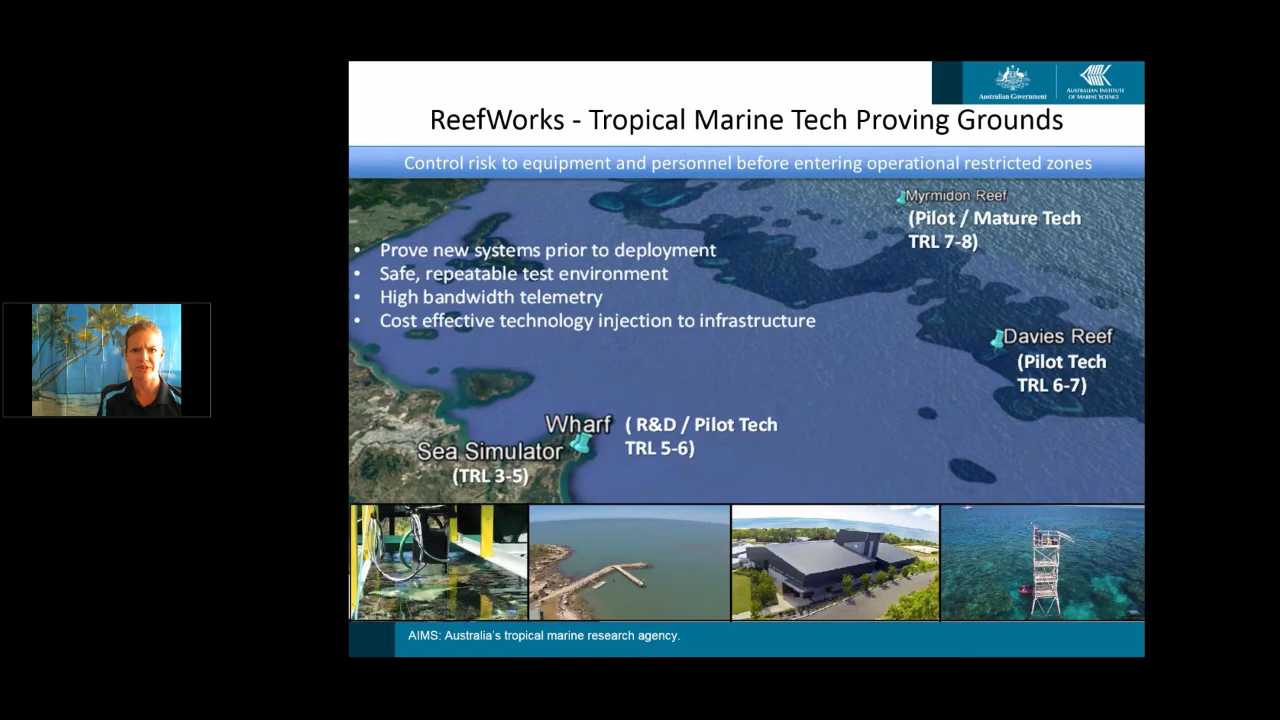 Australian Government
AUSTRALIAN INSTITUTE
OF MARINE SCIENCE
ReefWorks - Tropical Marine Tech Proving Grounds
Control risk to equipment and personnel before entering operational restricted zones
Myrmidon Reef
(Pilot / Mature Tech
TRL 7-8)
• Prove new systems prior to deployment
• Safe, repeatable test environment
• High bandwidth telemetry
• Cost effective technology injection to infrastructure
Davies Reef
(Pilot Tech
TRL 6-7)
Wharf
( R&D / Pilot Tech
TRL 5-6)
Sea Simulator
(TRL 3-5)
AIMS: Australia's tropical marine research agency.